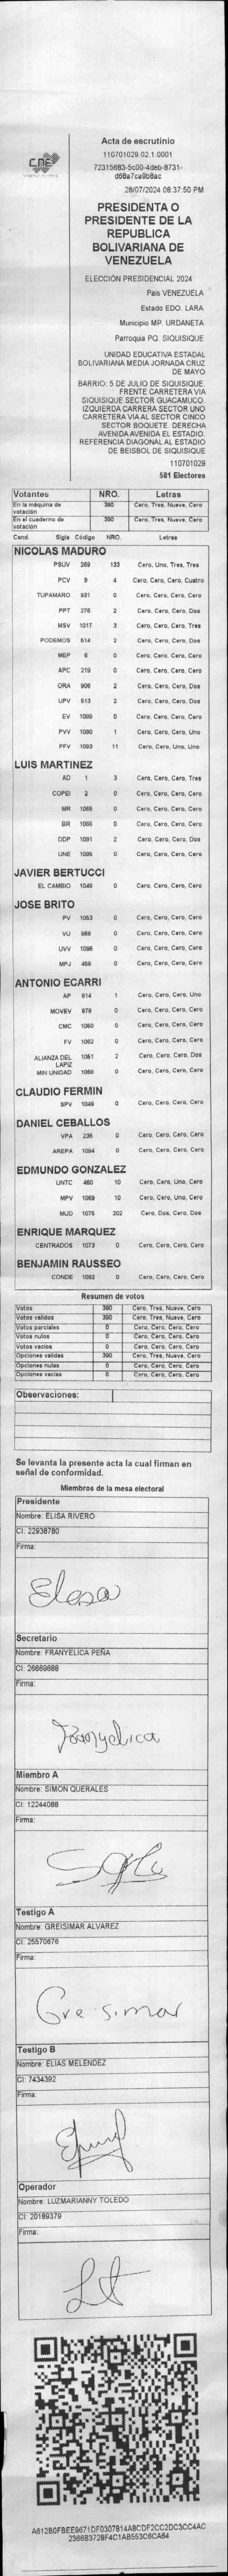 CNE
Acta de escrutinio
110701029.02.1.0001
72315683-5c00-4deb-8731-
d68a7ca9b8ac
28/07/2024 08:37:50 PM
PRESIDENTA O
PRESIDENTE DE LA
REPUBLICA
BOLIVARIANA DE
VENEZUELA
ELECCIÓN PRESIDENCIAL 2024
País VENEZUELA
Estado EDO. LARA
Municipio MP. URDANETA
Parroquia PQ. SIQUISIQUE
UNIDAD EDUCATIVA ESTADAL
BOLIVARIANA MEDIA JORNADA CRUZ
DE MAYO
BARRIO: 5 DE JULIO DE SIQUISIQUE.
FRENTE CARRETERA VIA
SIQUISIQUE SECTOR GUACAMUCO.
IZQUIERDA CARRERA SECTOR UNO
CARRETERA VIA AL SECTOR CINCO
SECTOR BOQUETE. DERECHA
AVENIDA AVENIDA EL ESTADIO.
REFERENCIA DIAGONAL AL ESTADIO
DE BEISBOL DE SIQUISIQUE
110701029
581 Electores
Votantes NRO. Letras
En la máquina de votación 390 Cero, Tres, Nueve, Cero
En el cuaderno de votación 390 Cero, Tres, Nueve, Cero
Cand. Sigla Código NRO. Letras
NICOLAS MADURO
PSUV 269 133 Cero, Uno, Tres, Tres
PCV 9 4 Cero, Cero, Cero, Cuatro
TUPAMARO 931 0 Cero, Cero, Cero, Cero
PPT 276 2 Cero, Cero, Cero, Dos
MSV 1017 3 Cero, Cero, Cero, Tres
PODEMOS 514 2 Cero, Cero, Cero, Dos
MEP 6 0 Cero, Cero, Cero, Cero
APC 219 0 Cero, Cero, Cero, Cero
ORA 906 2 Cero, Cero, Cero, Dos
UPV 613 2 Cero, Cero, Cero, Dos
EV 1089 0 Cero, Cero, Cero, Cero
PVV 1090 1 Cero, Cero, Cero, Uno
PFV 1093 11 Cero, Cero, Uno, Uno
LUIS MARTINEZ
AD 1 3 Cero, Cero, Cero, Tres
COPEI 2 0 Cero, Cero, Cero, Cero
MR 1065 0 Cero, Cero, Cero, Cero
BR 1066 0 Cero, Cero, Cero, Cero
DDP 1091 2 Cero, Cero, Cero, Dos
UNE 1095 0 Cero, Cero, Cero, Cero
JAVIER BERTUCCI
EL CAMBIO 1046 0 Cero, Cero, Cero, Cero
JOSE BRITO
PV 1053 0 Cero, Cero, Cero, Cero
VU 969 0 Cero, Cero, Cero, Cero
UVV 1096 0 Cero, Cero, Cero, Cero
MPJ 458 0 Cero, Cero, Cero, Cero
ANTONIO ECARRI
AP 814 1 Cero, Cero, Cero, Uno
MOVEV 878 0 Cero, Cero, Cero, Cero
CMC 1050 0 Cero, Cero, Cero, Cero
FV 1062 0 Cero, Cero, Cero, Cero
ALIANZA DEL LAPIZ 1051 2 Cero, Cero, Cero, Dos
MIN UNIDAD 1068 0 Cero, Cero, Cero, Cero
CLAUDIO FERMIN
SPV 1049 0 Cero, Cero, Cero, Cero
DANIEL CEBALLOS
VPA 236 0 Cero, Cero, Cero, Cero
AREPA 1094 0 Cero, Cero, Cero, Cero
EDMUNDO GONZALEZ
UNTC 460 10 Cero, Cero, Uno, Cero
MPV 1069 10 Cero, Cero, Uno, Cero
MUD 1075 202 Cero, Dos, Cero, Dos
ENRIQUE MARQUEZ
CENTRADOS 1073 0 Cero, Cero, Cero, Cero
BENJAMIN RAUSSEO
CONDE 1092 0 Cero, Cero, Cero, Cero
Resumen de votos
Votos 390 Cero, Tres, Nueve, Cero
Votos validos 390 Cero, Tres, Nueve, Cero
Votos parciales 0 Cero, Cero, Cero, Cero
Votos nulos 0 Cero, Cero, Cero, Cero
Votos vacios 0 Cero, Cero, Cero, Cero
Opciones validas 390 Cero, Tres, Nueve, Cero
Opciones nulas 0 Cero, Cero, Cero, Cero
Opciones vacias 0 Cero, Cero, Cero, Cero
Observaciones:
Se levanta la presente acta la cual firman en
señal de conformidad.
Miembros de la mesa electoral
Presidente
Nombre: ELISA RIVERO
CI: 22938780
Firma:
Elisa
Secretario
Nombre: FRANYELICA PEÑA
CI: 26669688
Firma:
Franyelica
Miembro A
Nombre: SIMON QUERALES
CI: 12244088
Firma:
Testigo A
Nombre: GREISIMAR ALVAREZ
CI: 25570676
Firma:
Greisimar
Testigo B
Nombre: ELIAS MELENDEZ
CI: 7434392
Firma:
Operador
Nombre: LUZMARIANNY TOLEDO
CI: 20189379
Firma:
A612B0FBEE9671DF0307B14A8CDF2CC2DC3CC4AC
2366B3728F4C1AB553C6CA64